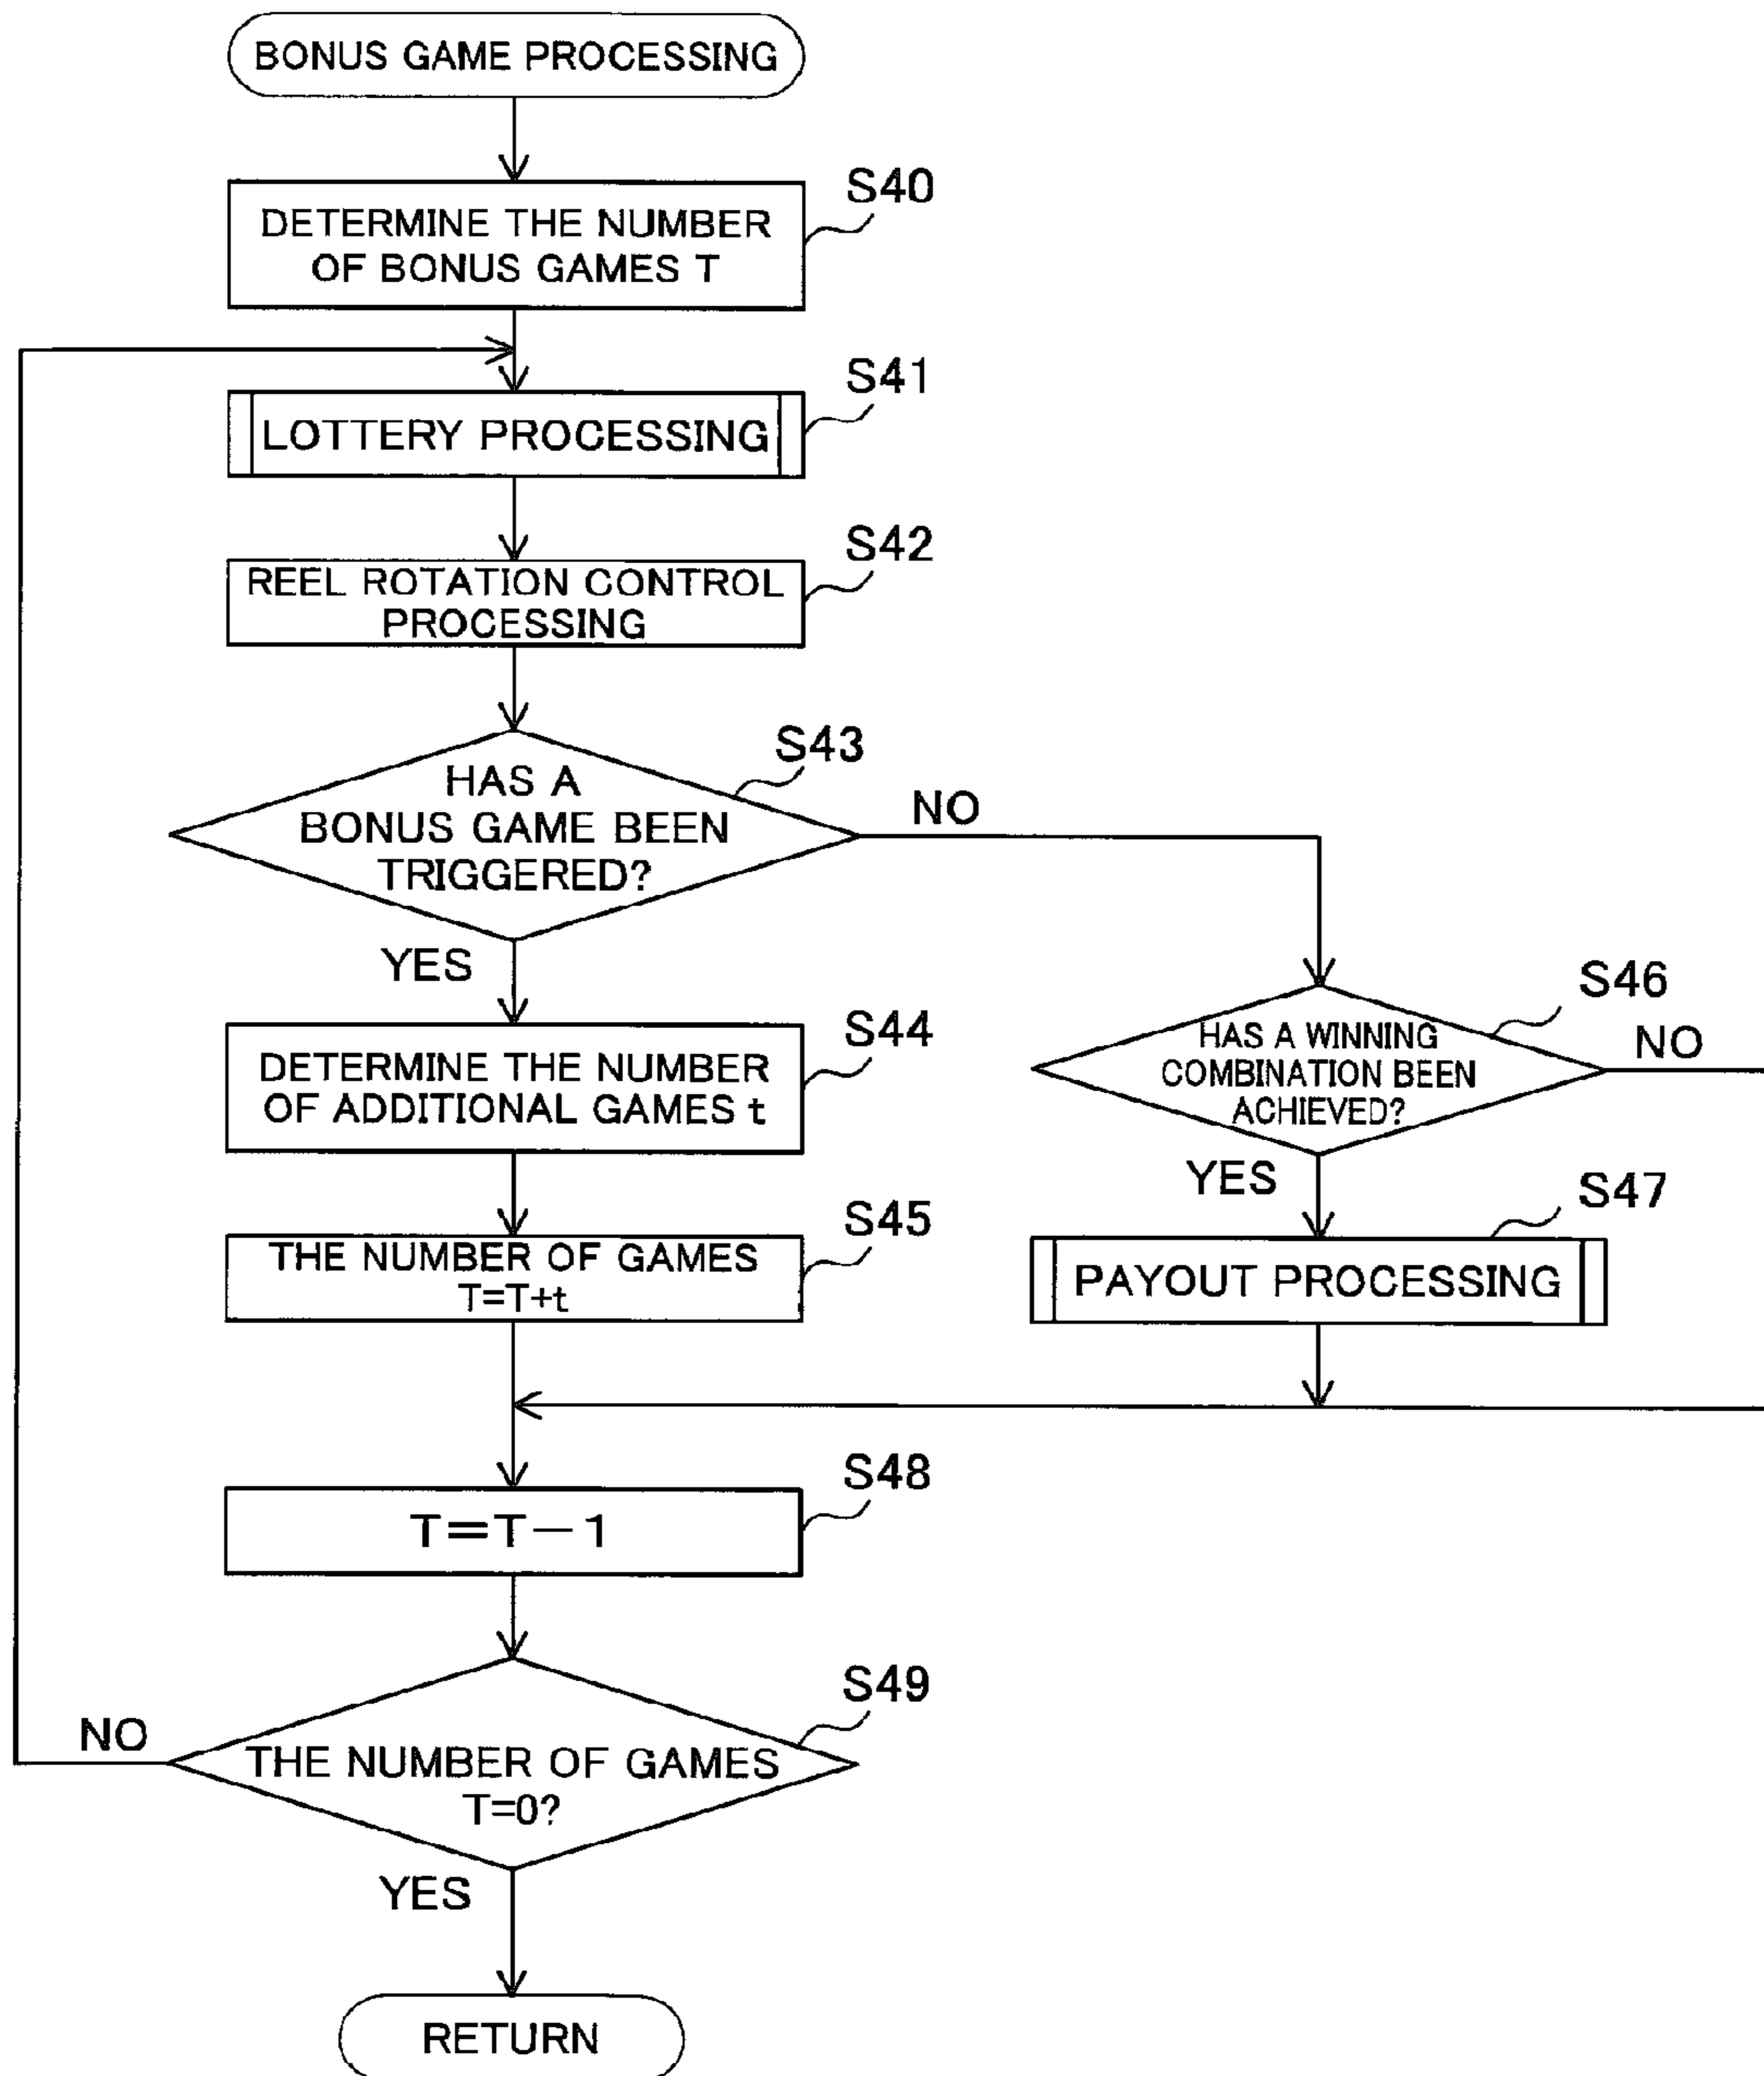 BONUS GAME PROCESSING
S40
DETERMINE THE NUMBER
OF BONUS GAMES T
S41
LOTTERY PROCESSING
S42
REEL ROTATION CONTROL
PROCESSING
S43
HAS A
BONUS GAME BEEN
TRIGGERED?
NO
YES
S44
DETERMINE THE NUMBER
OF ADDITIONAL GAMES t
S45
THE NUMBER OF GAMES
T=T+t
S46
HAS A WINNING
COMBINATION BEEN
ACHIEVED?
NO
YES
S47
PAYOUT PROCESSING
S48
T=T-1
S49
THE NUMBER OF GAMES
T=0?
NO
YES
RETURN